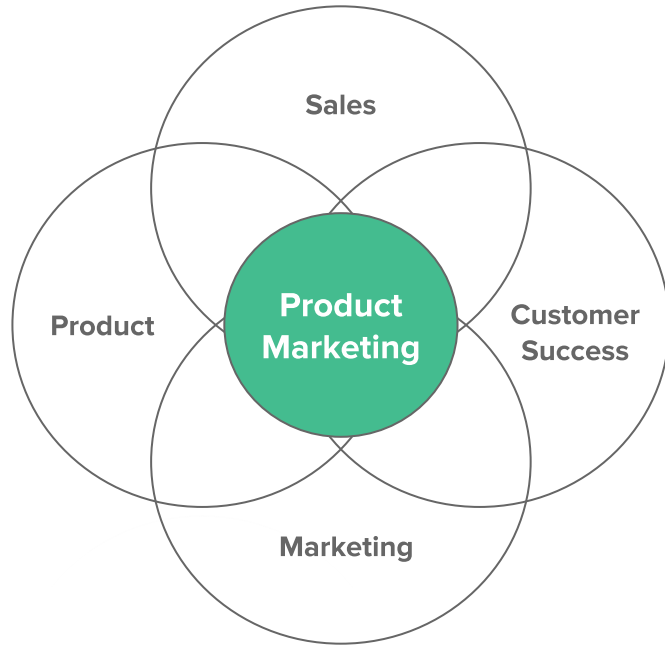 Sales
Product
Product
Marketing
Customer
Success
Marketing